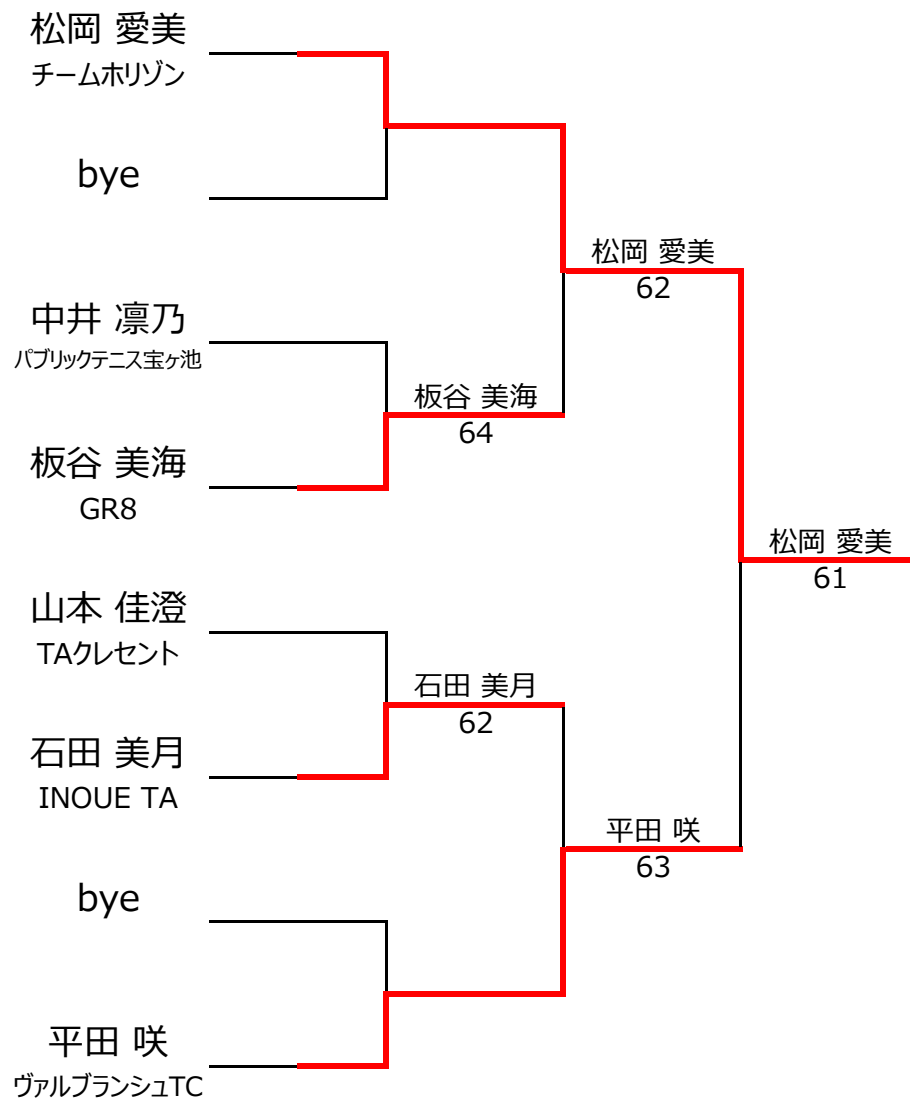 松岡 愛美
チームホリゾン
bye
中井 凛乃
パブリックテニス宝ヶ池
板谷 美海
GR8
山本 佳澄
TAクレセント
石田 美月
INOUE TA
bye
平田 咲
ヴァルブランシュTC
板谷 美海
64
石田 美月
62
松岡 愛美
62
平田 咲
63
松岡 愛美
61